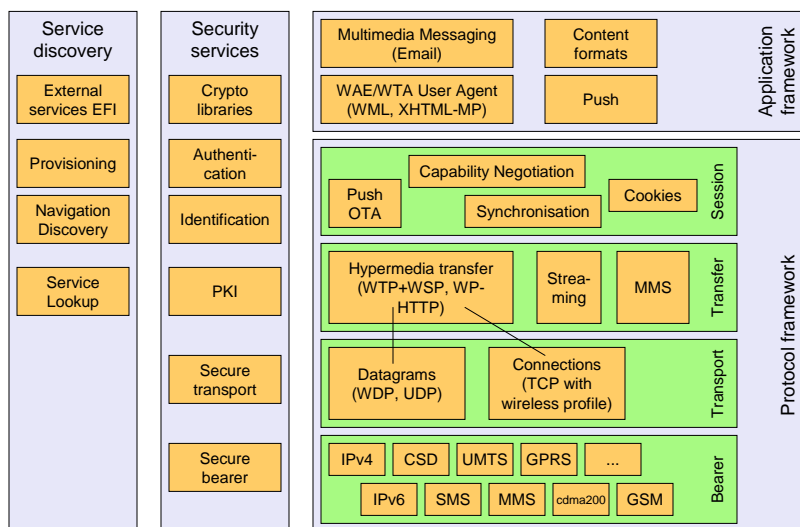 Service
discovery
External
services EFI
Provisioning
Navigation
Discovery
Service
Lookup
Security
services
Crypto
libraries
Authenti-
cation
Identification
PKI
Secure
transport
Secure
bearer
Multimedia Messaging
(Email)
Content
formats
WAE/WTA User Agent
(WML, XHTML-MP)
Push
Application
framework
Capability Negotiation
Push
OTA
Synchronisation
Cookies
Session
Hypermedia transfer
(WTP+WSP, WP-
HTTP)
Strea-
ming
MMS
Transfer
Datagrams
(WDP, UDP)
Connections
(TCP with
wireless profile)
Transport
IPv4
CSD
UMTS
GPRS
...
IPv6
SMS
MMS
cdma200
GSM
Bearer
Protocol framework